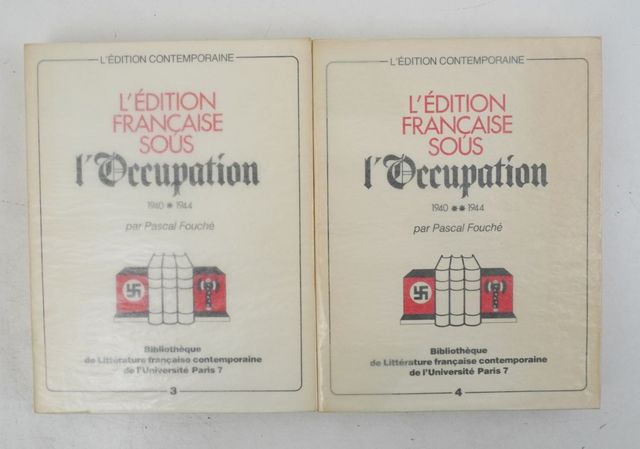 L'ÉDITION CONTEMPORAINE
L'ÉDITION
FRANÇAISE
SOUS
l'Occupation
1940 * 1944
par Pascal Fouché
Bibliothèque
de Littérature française contemporaine
de l'Université Paris 7
3
L'ÉDITION CONTEMPORAINE
L'ÉDITION
FRANÇAISE
SOUS
l'Occupation
1940 ** 1944
par Pascal Fouché
Bibliothèque
de Littérature française contemporaine
de l'Université Paris 7
4